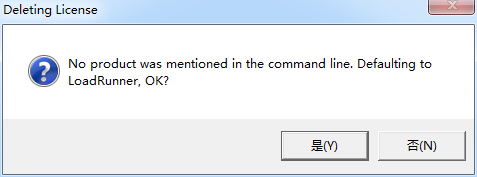 Deleting License
No product was mentioned in the command line. Defaulting to
LoadRunner, OK?
是(Y)
否(N)